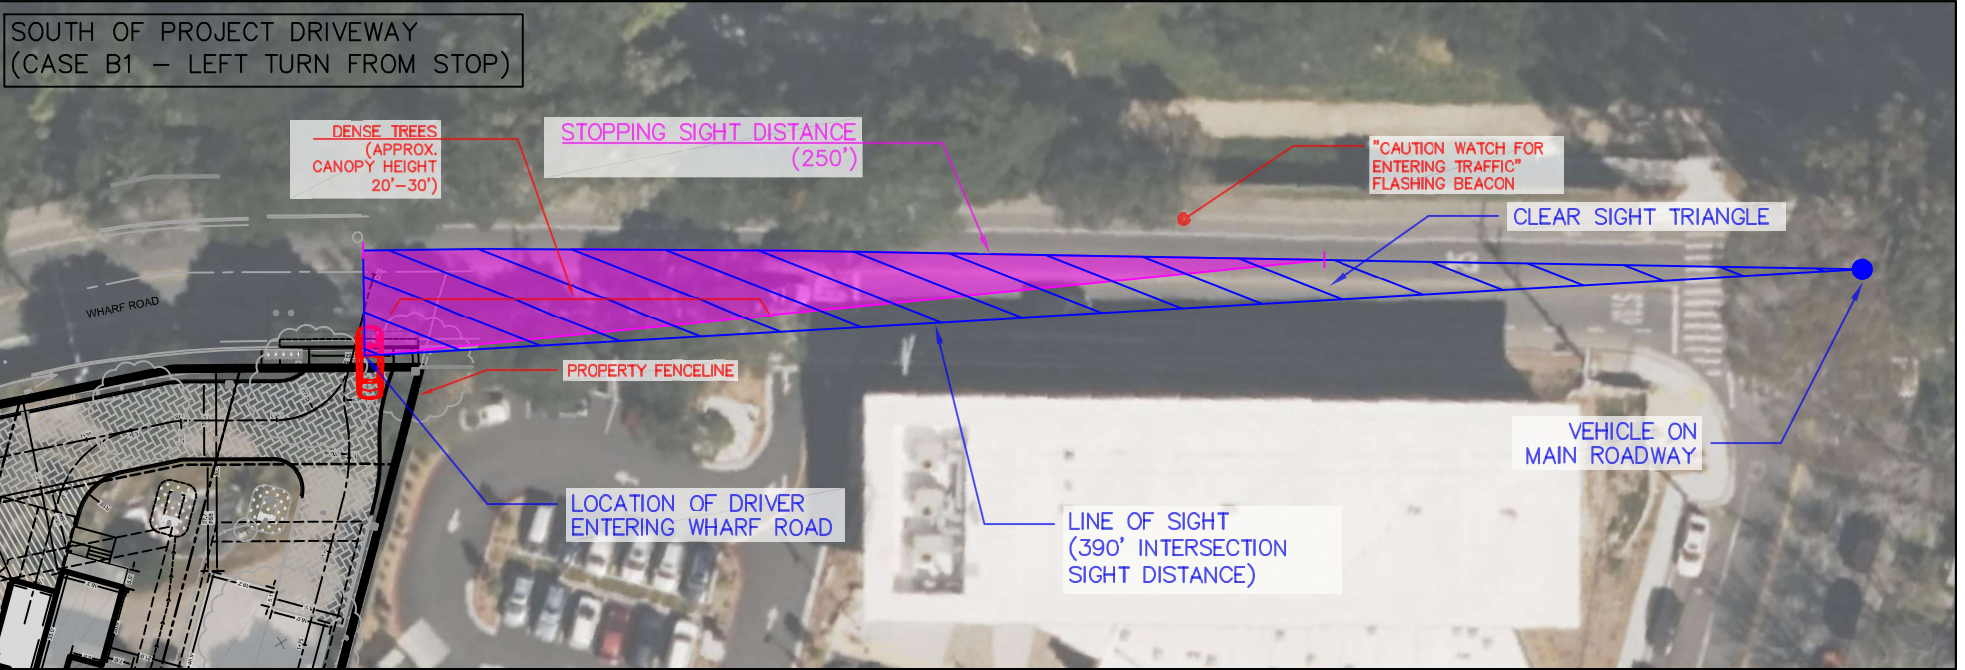 SOUTH OF PROJECT DRIVEWAY
(CASE B1 – LEFT TURN FROM STOP)
DENSE TREES
(APPROX.
CANOPY HEIGHT
20'–30')
STOPPING SIGHT DISTANCE
(250')
"CAUTION WATCH FOR
ENTERING TRAFFIC"
FLASHING BEACON
CLEAR SIGHT TRIANGLE
WHARF ROAD
PROPERTY FENCELINE
VEHICLE ON
MAIN ROADWAY
LOCATION OF DRIVER
ENTERING WHARF ROAD
LINE OF SIGHT
(390' INTERSECTION
SIGHT DISTANCE)